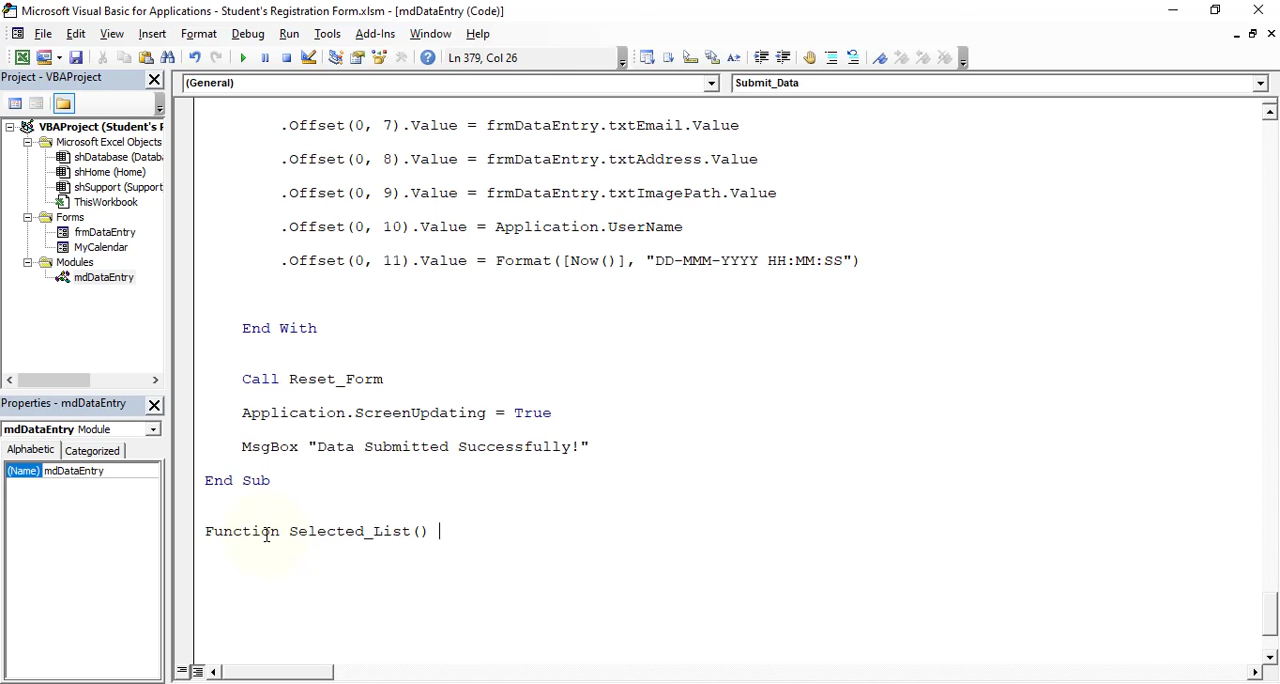 Microsoft Visual Basic for Applications - Student's Registration Form.xlsm - [mdDataEntry (Code)]
File Edit View Insert Format Debug Run Tools Add-Ins Window Help
Ln 379, Col 26
Project - VBAProject
(General)
Submit_Data
VBAProject (Student's F
Microsoft Excel Objects
shDatabase (Datab
shHome (Home)
shSupport (Support
ThisWorkbook
Forms
frmDataEntry
MyCalendar
Modules
mdDataEntry
Properties - mdDataEntry
mdDataEntry Module
Alphabetic Categorized
(Name) mdDataEntry
.Offset(0, 7).Value = frmDataEntry.txtEmail.Value
.Offset(0, 8).Value = frmDataEntry.txtAddress.Value
.Offset(0, 9).Value = frmDataEntry.txtImagePath.Value
.Offset(0, 10).Value = Application.UserName
.Offset(0, 11).Value = Format([Now()], "DD-MMM-YYYY HH:MM:SS")
End With
Call Reset_Form
Application.ScreenUpdating = True
MsgBox "Data Submitted Successfully!"
End Sub
Function Selected_List()